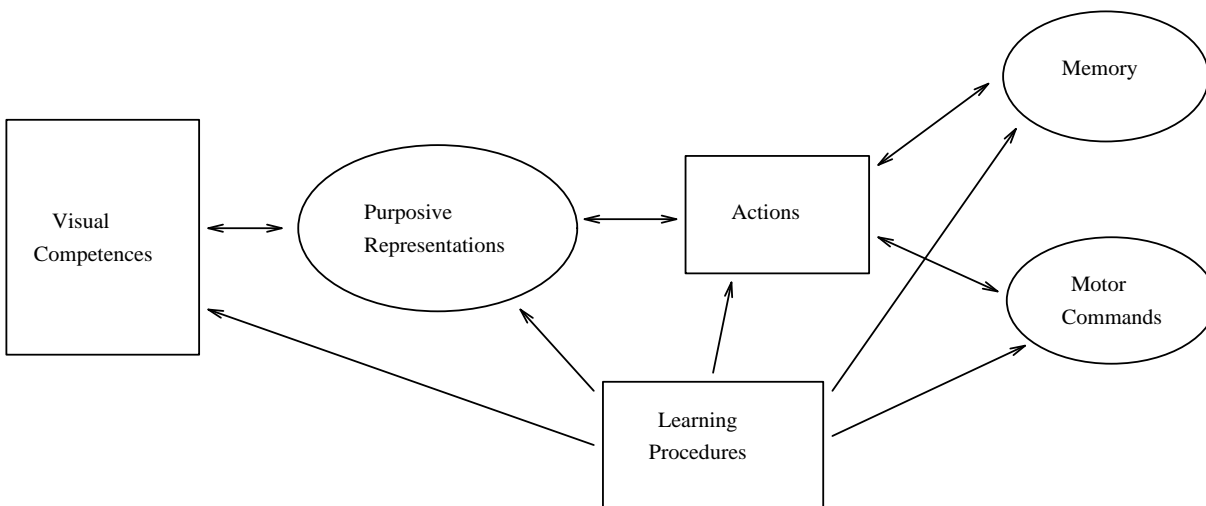 Memory
Visual
Competences
Purposive
Representations
Actions
Motor
Commands
Learning
Procedures